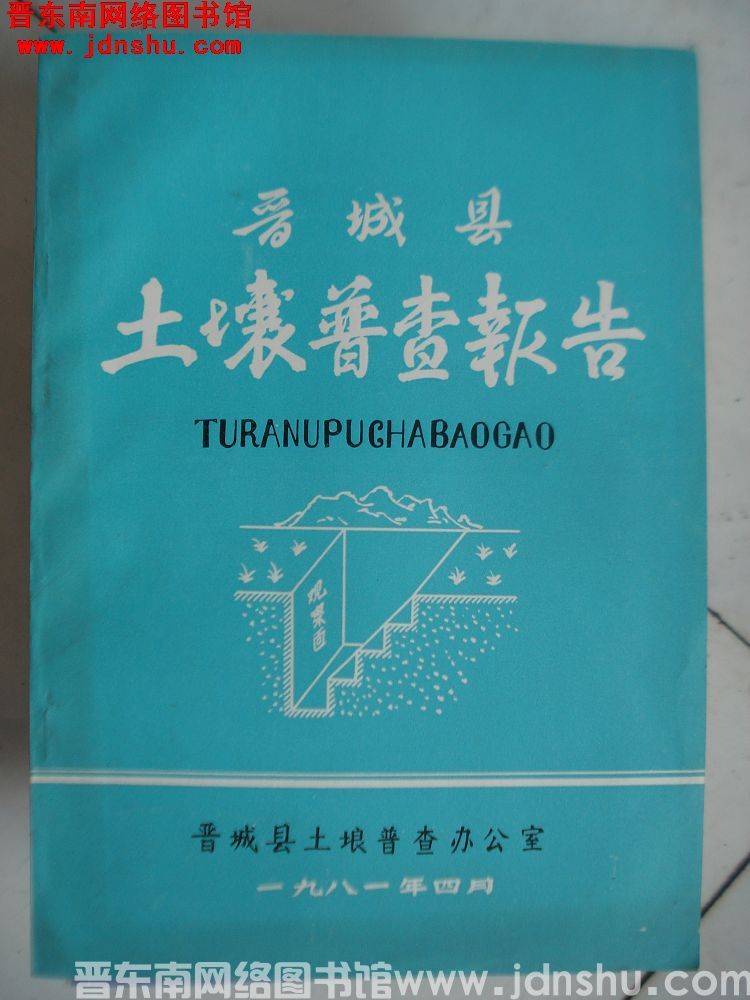 晋东南网络图书馆
www.jdnshu.com
晋城县
土壤普查報告
TURANUPUCHABAOGAO
观察面
晋城县土埌普查办公室
一九八一年四月
晋东南网络图书馆www.jdnshu.com